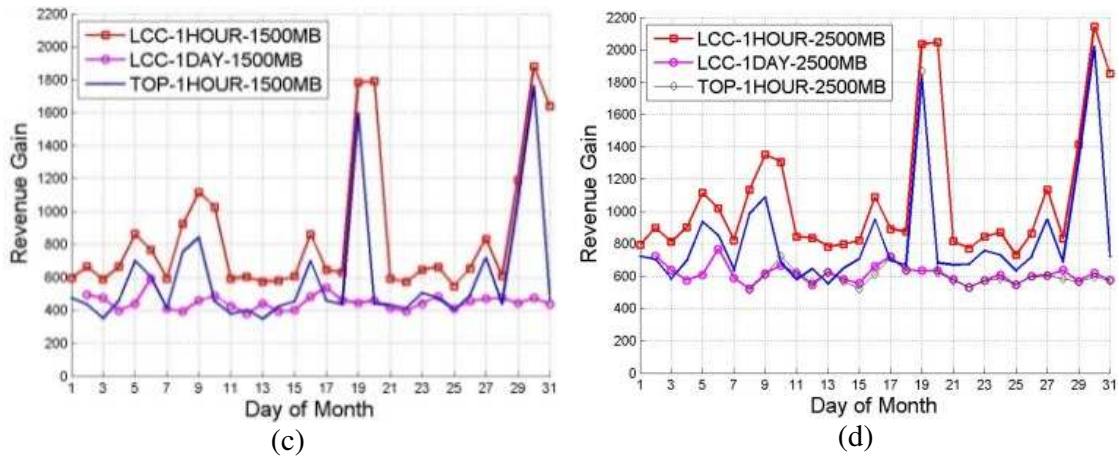 2200
2000
1800
1600
1400
1200
1000
800
600
400
200
0
Revenue Gain
LCC-1HOUR-1500MB
LCC-1DAY-1500MB
TOP-1HOUR-1500MB
1 3 5 7 9 11 13 15 17 19 21 23 25 27 29 31
Day of Month
(c)
2200
2000
1800
1600
1400
1200
1000
800
600
400
200
0
Revenue Gain
LCC-1HOUR-2500MB
LCC-1DAY-2500MB
TOP-1HOUR-2500MB
1 3 5 7 9 11 13 15 17 19 21 23 25 27 29 31
Day of Month
(d)